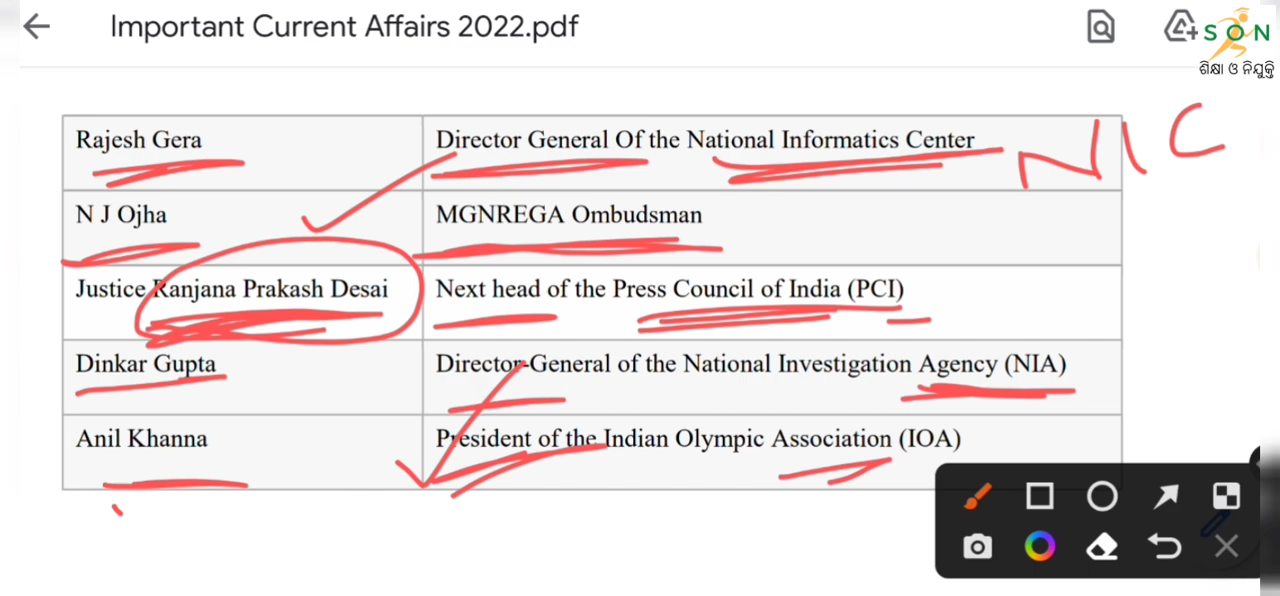 Important Current Affairs 2022.pdf
SON
ଶିକ୍ଷା ଓ ନିଯୁକ୍ତି
Rajesh Gera Director General Of the National Informatics Center
NIC
N J Ojha MGNREGA Ombudsman
Justice Ranjana Prakash Desai Next head of the Press Council of India (PCI)
Dinkar Gupta Director-General of the National Investigation Agency (NIA)
Anil Khanna President of the Indian Olympic Association (IOA)